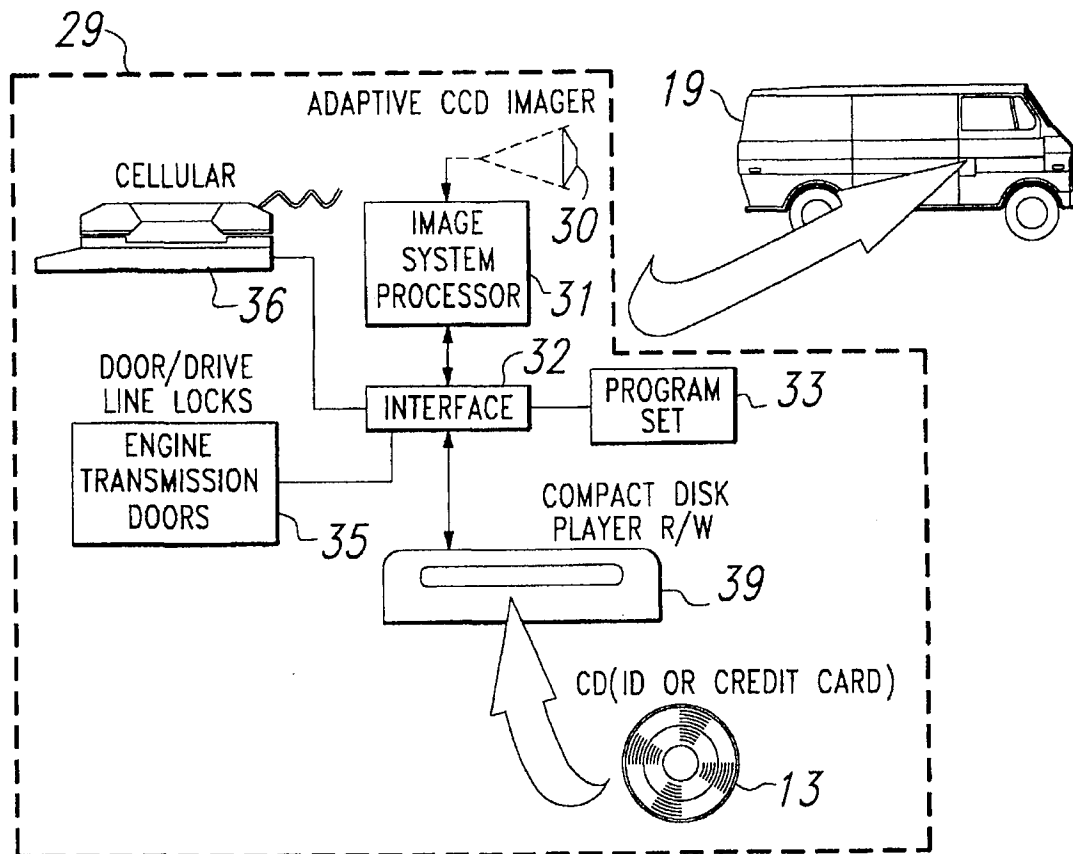 29
ADAPTIVE CCD IMAGER
19
CELLULAR
30
IMAGE
SYSTEM
PROCESSOR
31
36
DOOR/DRIVE
LINE LOCKS
32
INTERFACE
PROGRAM
SET
33
ENGINE
TRANSMISSION
DOORS
35
COMPACT DISK
PLAYER R/W
39
CD(ID OR CREDIT CARD)
13